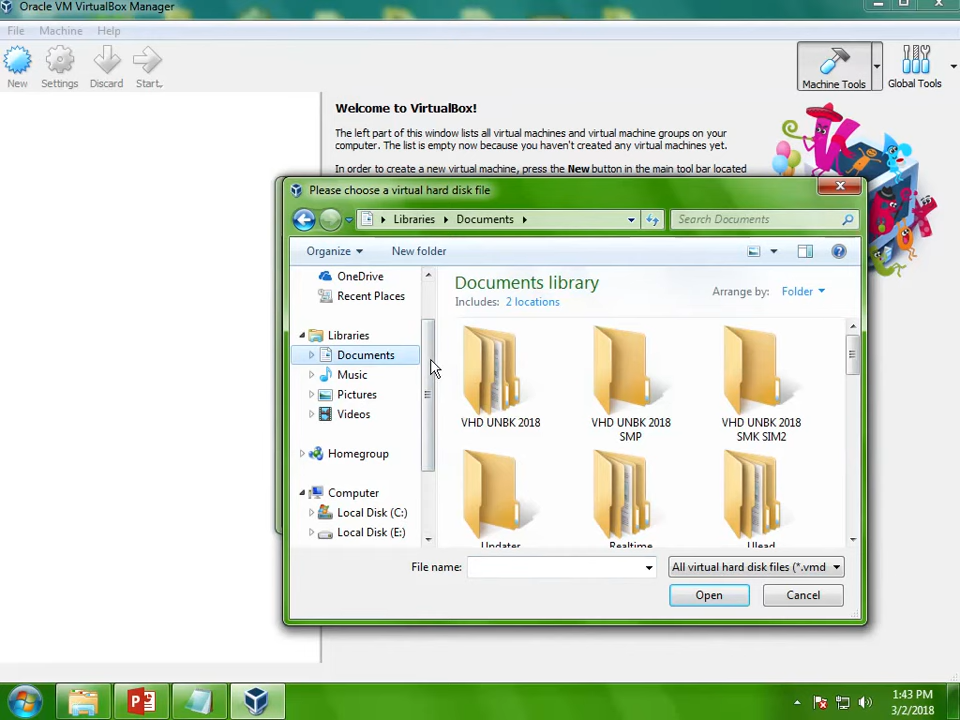 Oracle VM VirtualBox Manager
File Machine Help
New Settings Discard Start
Machine Tools Global Tools
Welcome to VirtualBox!
The left part of this window lists all virtual machines and virtual machine groups on your
computer. The list is empty now because you haven't created any virtual machines yet.
In order to create a new virtual machine, press the New button in the main tool bar located
Please choose a virtual hard disk file
Libraries Documents
Search Documents
Organize New folder
OneDrive
Recent Places
Libraries
Documents
Music
Pictures
Videos
Homegroup
Computer
Local Disk (C:)
Local Disk (E:)
Documents library
Includes: 2 locations
Arrange by: Folder
VHD UNBK 2018
VHD UNBK 2018
SMP
VHD UNBK 2018
SMK SIM2
Updater
Realtime
Ulead
File name:
All virtual hard disk files (*.vmd
Open Cancel
1:43 PM
3/2/2018